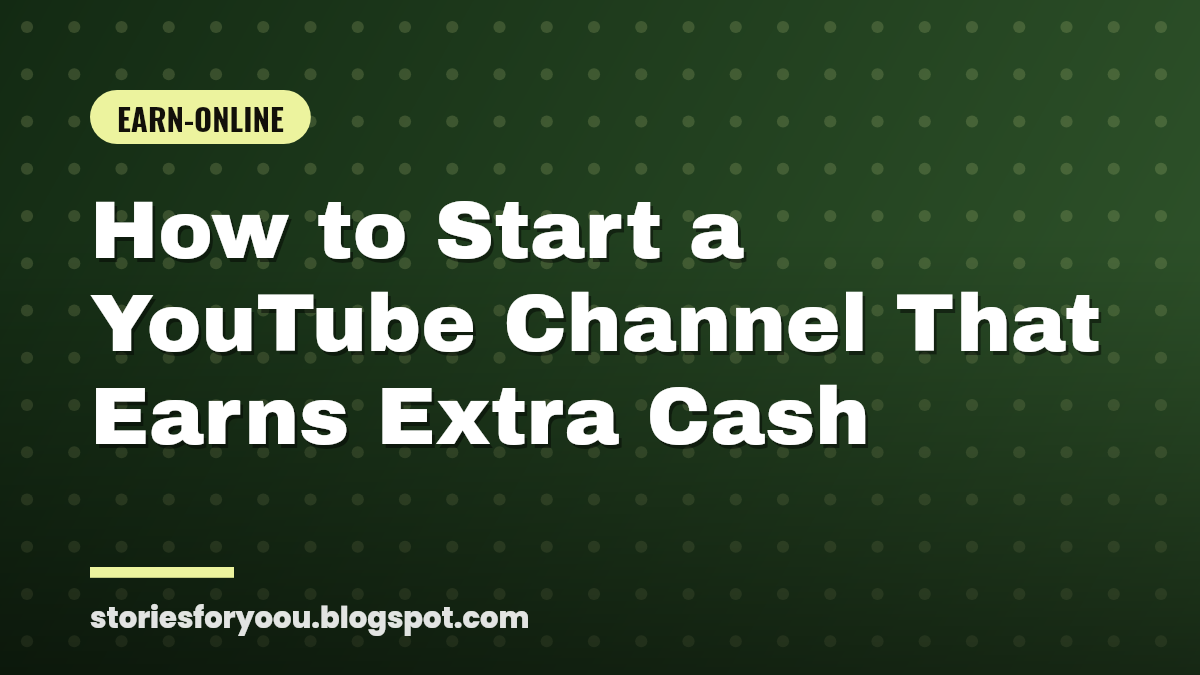 EARN-ONLINE
How to Start a
YouTube Channel That
Earns Extra Cash
storiesforyoou.blogspot.com